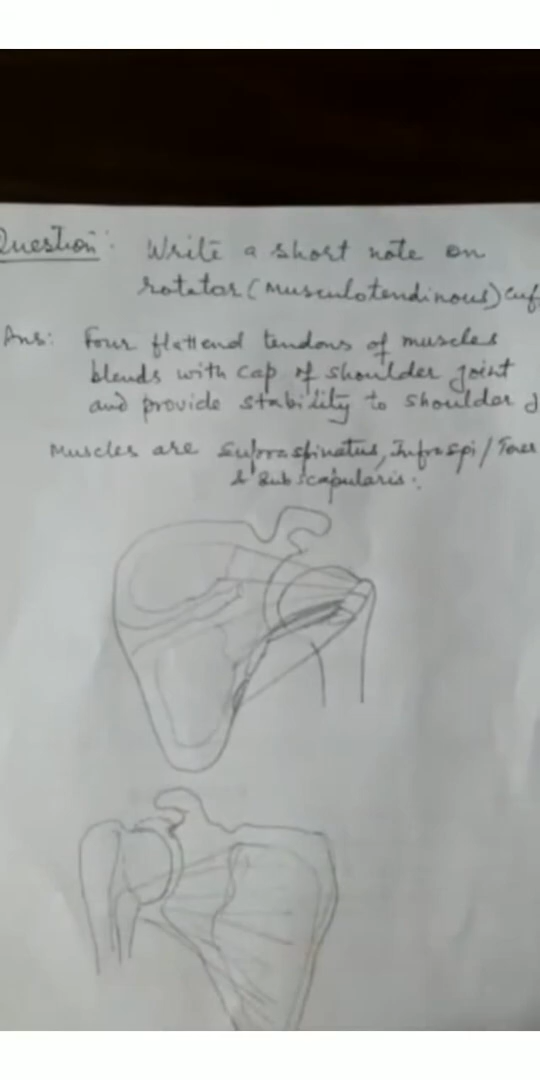 Question: Write a short note on
rotator (Musculotendinous) cuf
Ans: Four flattend tendons of muscles
blends with cap of shoulder joint
and provide stability to shoulder j
Muscles are Supraspinatus, Infraspi/Teres
& Subscapularis.